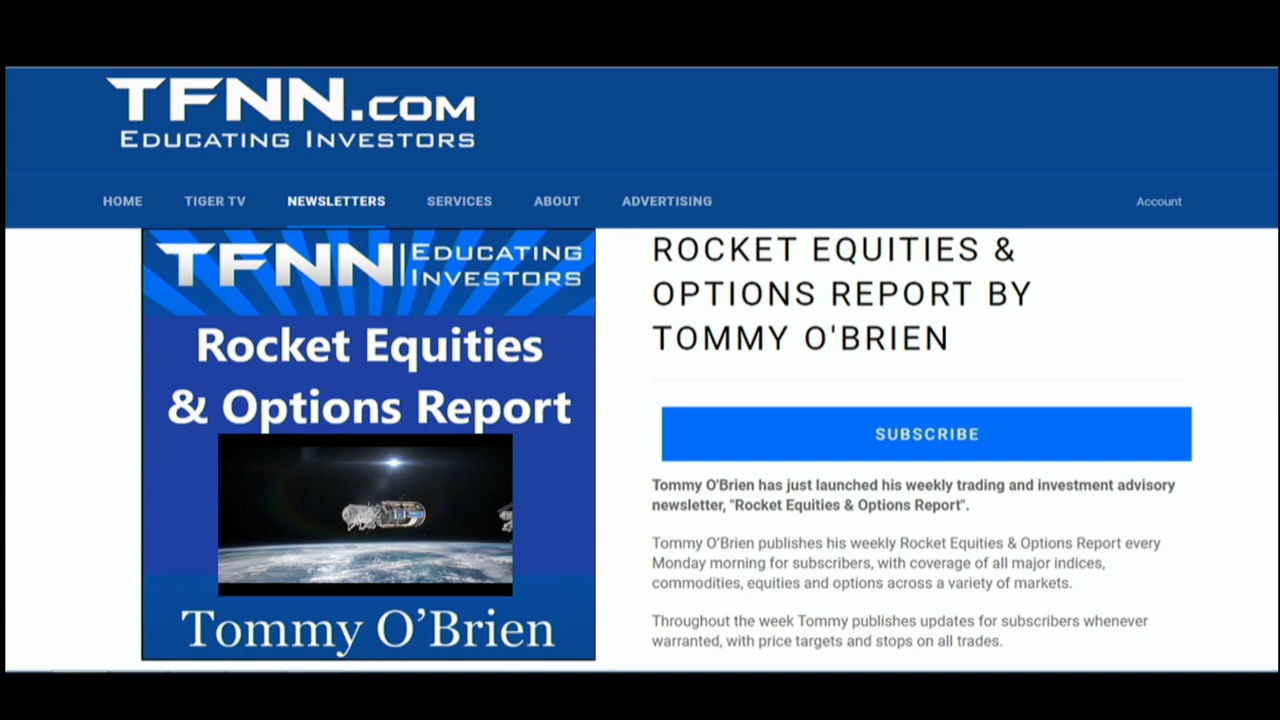 TFNN.COM
EDUCATING INVESTORS
HOME TIGER TV NEWSLETTERS SERVICES ABOUT ADVERTISING Account
TFNN EDUCATING
INVESTORS
Rocket Equities
& Options Report
Tommy O’Brien
ROCKET EQUITIES &
OPTIONS REPORT BY
TOMMY O'BRIEN
SUBSCRIBE
Tommy O'Brien has just launched his weekly trading and investment advisory
newsletter, "Rocket Equities & Options Report".
Tommy O'Brien publishes his weekly Rocket Equities & Options Report every
Monday morning for subscribers, with coverage of all major indices,
commodities, equities and options across a variety of markets.
Throughout the week Tommy publishes updates for subscribers whenever
warranted, with price targets and stops on all trades.